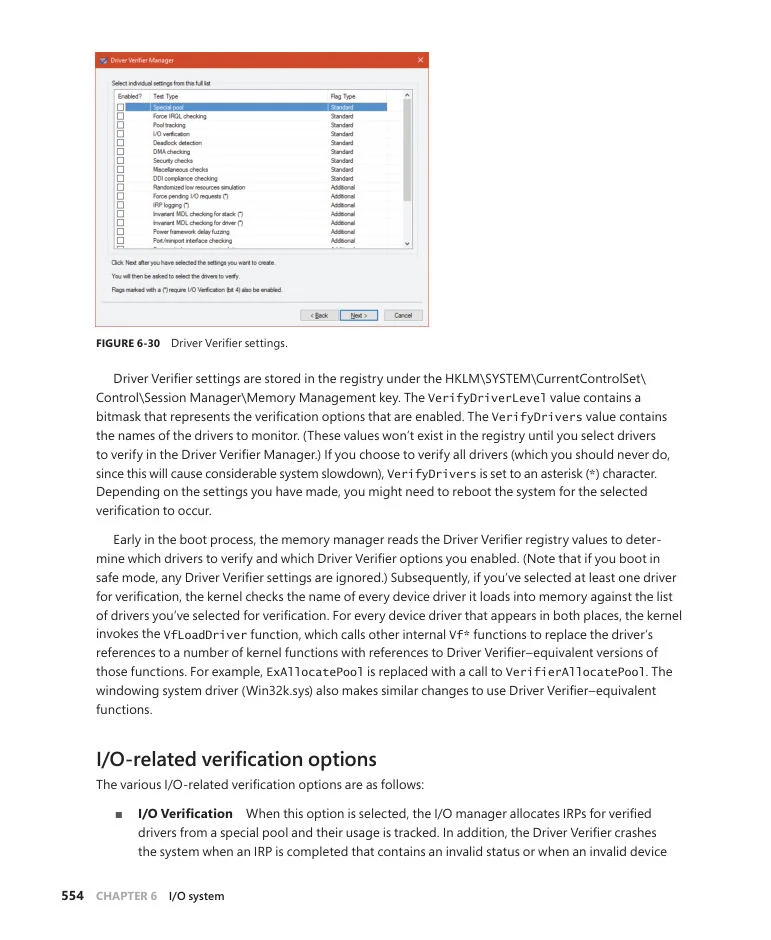 Driver Verifier Manager
Select individual settings from this full list
Enabled? Test Type Flag Type
Special pool Standard
Force IRQL checking Standard
Pool tracking Standard
I/O verification Standard
Deadlock detection Standard
DMA checking Standard
Security checks Standard
Miscellaneous checks Standard
DDI compliance checking Standard
Randomized low resources simulation Additional
Force pending I/O requests (*) Additional
IRP logging (*) Additional
Invariant MDL checking for stack (*) Additional
Invariant MDL checking for driver (*) Additional
Power framework delay fuzzing Additional
Port/miniport interface checking Additional
Click Next after you have selected the settings you want to create.
You will then be asked to select the drivers to verify.
Flags marked with a (*) require I/O Verification (bit 4) also be enabled.
< Back Next > Cancel
FIGURE 6-30 Driver Verifier settings.
Driver Verifier settings are stored in the registry under the HKLM\SYSTEM\CurrentControlSet\
Control\Session Manager\Memory Management key. The VerifyDriverLevel value contains a
bitmask that represents the verification options that are enabled. The VerifyDrivers value contains
the names of the drivers to monitor. (These values won’t exist in the registry until you select drivers
to verify in the Driver Verifier Manager.) If you choose to verify all drivers (which you should never do,
since this will cause considerable system slowdown), VerifyDrivers is set to an asterisk (*) character.
Depending on the settings you have made, you might need to reboot the system for the selected
verification to occur.
Early in the boot process, the memory manager reads the Driver Verifier registry values to deter-
mine which drivers to verify and which Driver Verifier options you enabled. (Note that if you boot in
safe mode, any Driver Verifier settings are ignored.) Subsequently, if you’ve selected at least one driver
for verification, the kernel checks the name of every device driver it loads into memory against the list
of drivers you’ve selected for verification. For every device driver that appears in both places, the kernel
invokes the VfLoadDriver function, which calls other internal Vf* functions to replace the driver’s
references to a number of kernel functions with references to Driver Verifier–equivalent versions of
those functions. For example, ExAllocatePool is replaced with a call to VerifierAllocatePool. The
windowing system driver (Win32k.sys) also makes similar changes to use Driver Verifier–equivalent
functions.
I/O-related verification options
The various I/O-related verification options are as follows:
■ I/O Verification When this option is selected, the I/O manager allocates IRPs for verified
drivers from a special pool and their usage is tracked. In addition, the Driver Verifier crashes
the system when an IRP is completed that contains an invalid status or when an invalid device
554 CHAPTER 6 I/O system